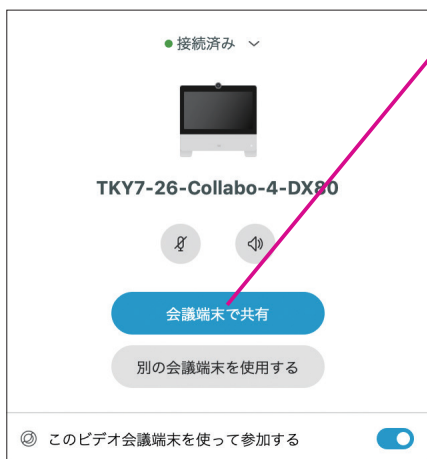 接続済み
TKY7-26-Collabo-4-DX80
会議端末で共有
別の会議端末を使用する
このビデオ会議端末を使って参加する